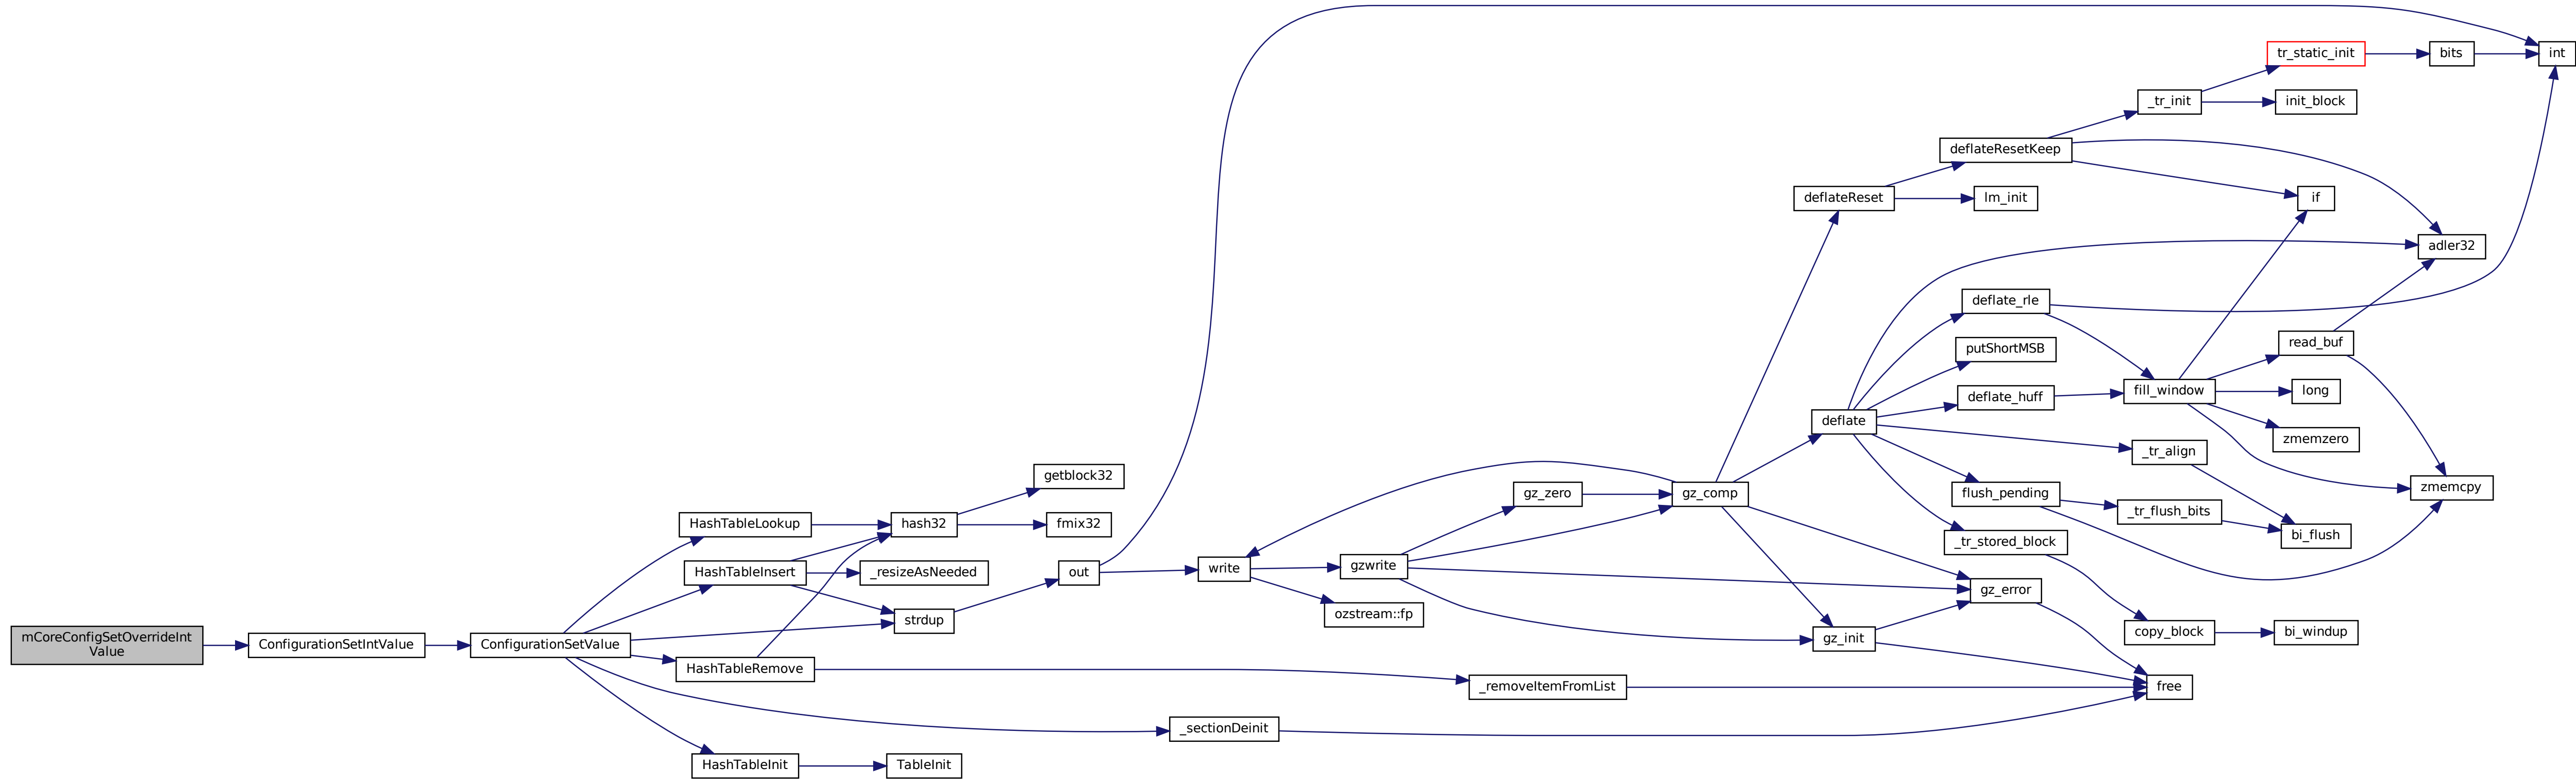 mCoreConfigSetOverrideInt
Value
ConfigurationSetIntValue
ConfigurationSetValue
HashTableLookup
HashTableInsert
HashTableRemove
HashTableInit
hash32
_resizeAsNeeded
strdup
TableInit
getblock32
fmix32
out
_sectionDeinit
write
ozstream::fp
gzwrite
_removeItemFromList
gz_zero
gz_comp
deflateReset
deflate
gz_init
deflateResetKeep
lm_init
deflate_rle
putShortMSB
deflate_huff
flush_pending
_tr_stored_block
gz_error
_tr_init
fill_window
_tr_align
_tr_flush_bits
copy_block
free
tr_static_init
init_block
if
read_buf
long
zmemzero
bi_flush
bi_windup
bits
adler32
zmemcpy
int